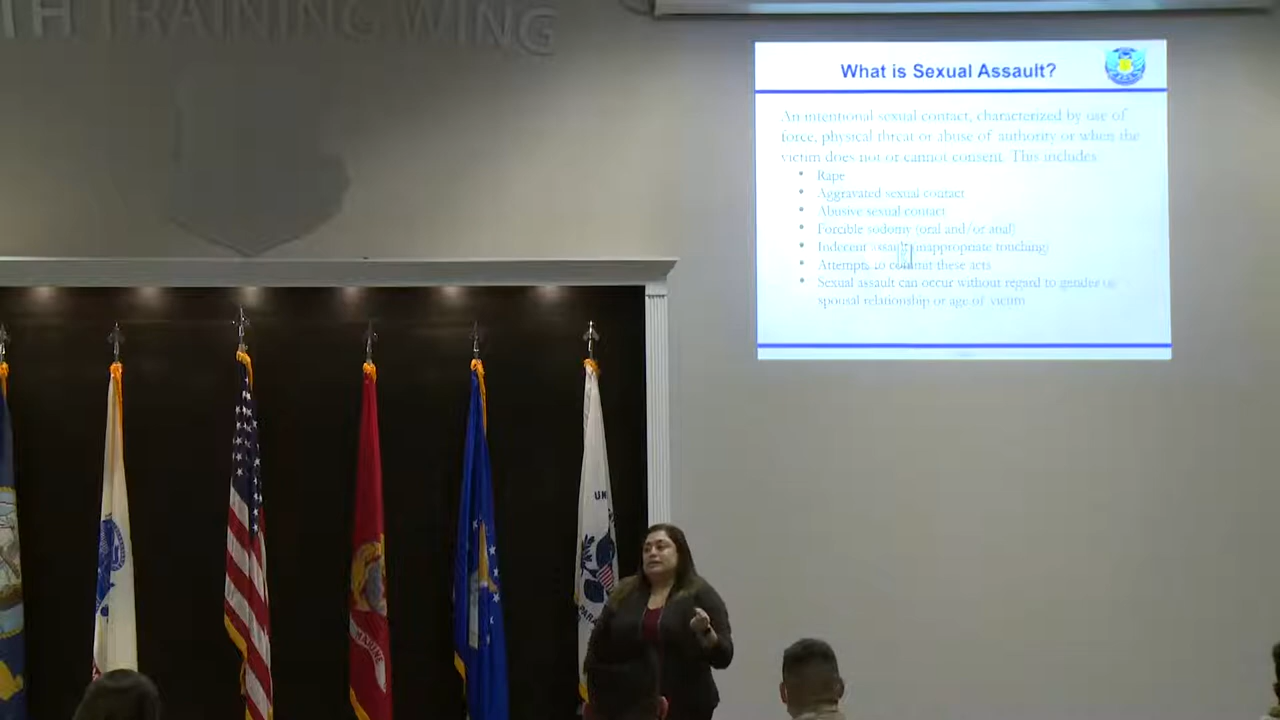 TH TRAINING WING
What is Sexual Assault?
An intentional sexual contact, characterized by use of
force, physical threat or abuse of authority or when the
victim does not or cannot consent. This includes
• Rape
• Aggravated sexual contact
• Abusive sexual contact
• Forcible sodomy (oral and/or anal)
• Indecent assault (inappropriate touching)
• Attempts to commit these acts
• Sexual assault can occur without regard to gender or
spousal relationship or age of victim
UN
PARA
MARINE